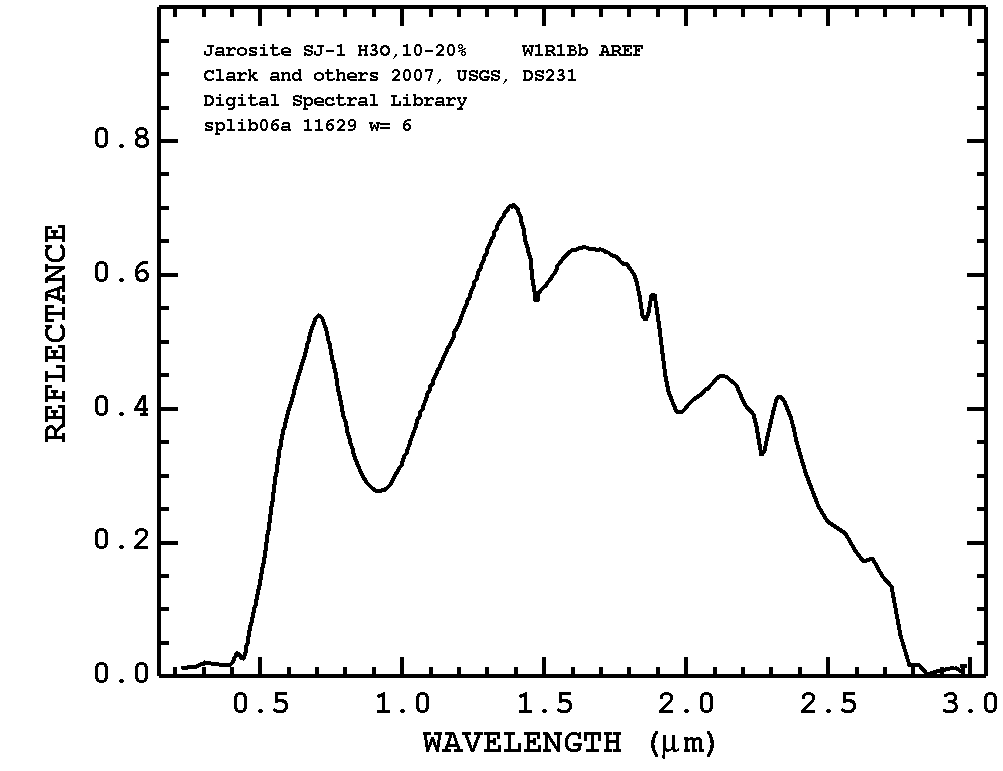 Jarosite SJ-1 H3O,10-20% W1R1Bb AREF
Clark and others 2007, USGS, DS231
Digital Spectral Library
splib06a 11629 w= 6
REFLECTANCE
0.8
0.6
0.4
0.2
0.0
0.5 1.0 1.5 2.0 2.5 3.0
WAVELENGTH (μm)